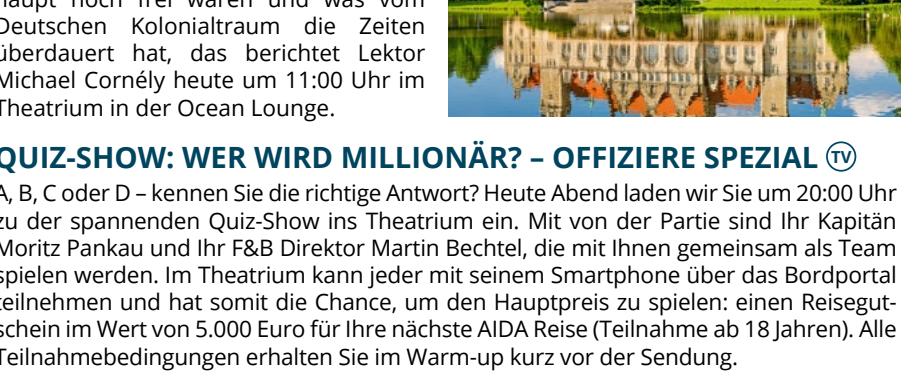 haupt noch frei waren und was vom
Deutschen Kolonialtraum die Zeiten
überdauert hat, das berichtet Lektor
Michael Cornély heute um 11:00 Uhr im
Theatrium in der Ocean Lounge.
QUIZ-SHOW: WER WIRD MILLIONÄR? – OFFIZIERE SPEZIAL TV
A, B, C oder D – kennen Sie die richtige Antwort? Heute Abend laden wir Sie um 20:00 Uhr
zu der spannenden Quiz-Show ins Theatrium ein. Mit von der Partie sind Ihr Kapitän
Moritz Pankau und Ihr F&B Direktor Martin Bechtel, die mit Ihnen gemeinsam als Team
spielen werden. Im Theatrium kann jeder mit seinem Smartphone über das Bordportal
teilnehmen und hat somit die Chance, um den Hauptpreis zu spielen: einen Reisegut-
schein im Wert von 5.000 Euro für Ihre nächste AIDA Reise (Teilnahme ab 18 Jahren). Alle
Teilnahmebedingungen erhalten Sie im Warm-up kurz vor der Sendung.